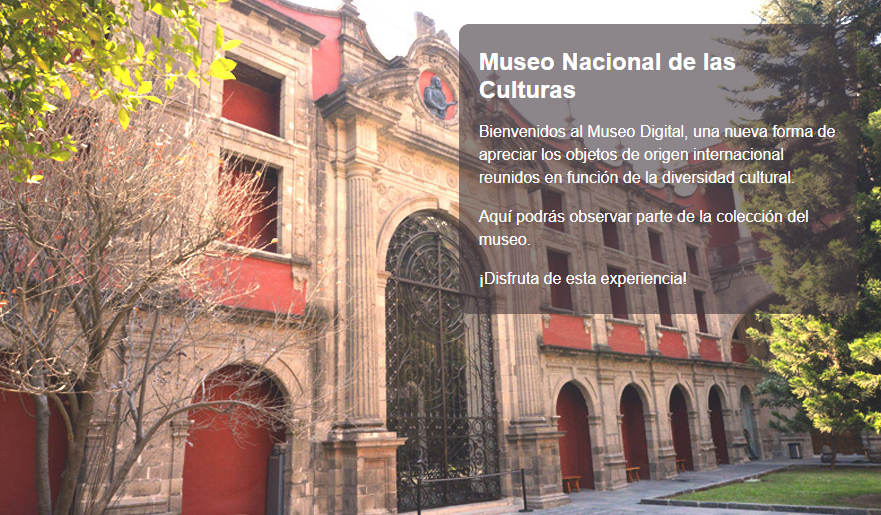 Museo Nacional de las
Culturas
Bienvenidos al Museo Digital, una nueva forma de
apreciar los objetos de origen internacional
reunidos en función de la diversidad cultural.
Aquí podrás observar parte de la colección del
museo.
¡Disfruta de esta experiencia!